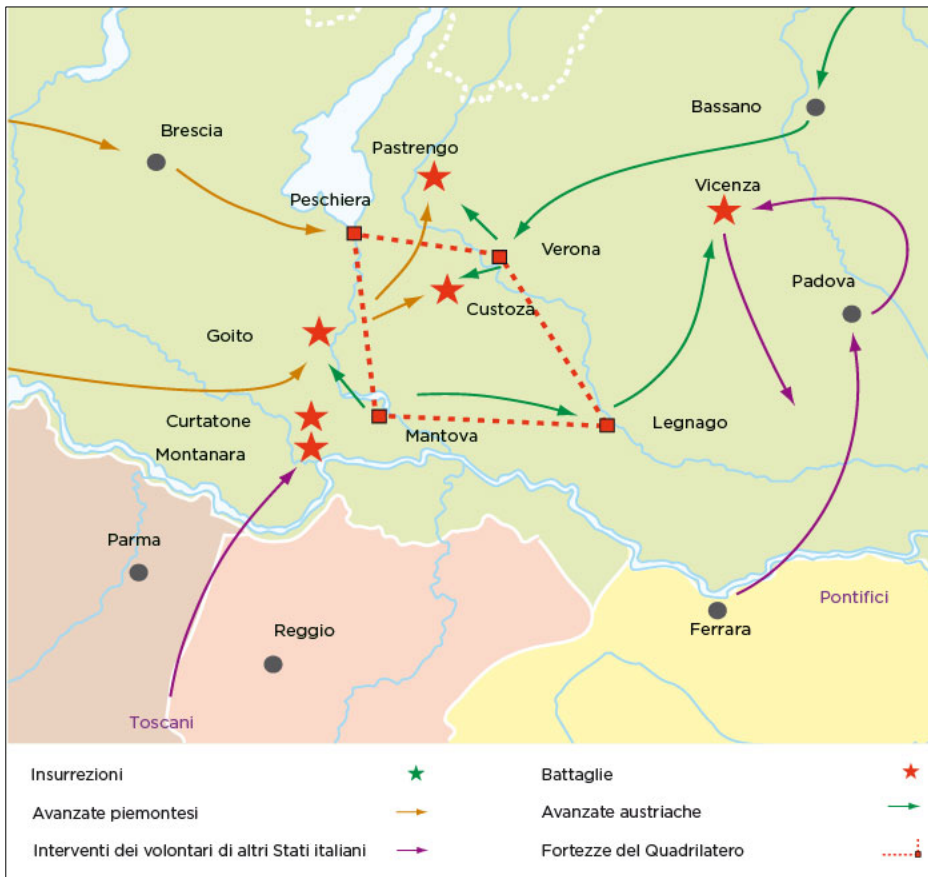 Bassano
Brescia
Pastrengo
Vicenza
Peschiera
Verona
Padova
Custoza
Goito
Curtatone
Legnago
Mantova
Montanara
Parma
Pontifici
Ferrara
Reggio
Toscani
Insurrezioni
Battaglie
Avanzate piemontesi
Avanzate austriache
Interventi dei volontari di altri Stati italiani
Fortezze del Quadrilatero